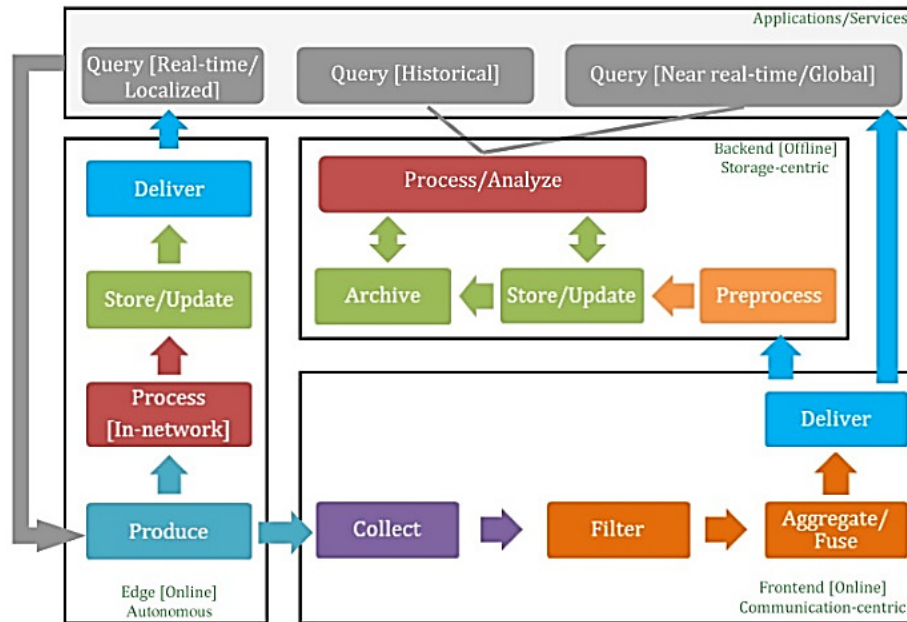 Applications/Services
Query [Real-time/
Localized]
Query [Historical]
Query [Near real-time/Global]
Backend [Offline]
Storage-centric
Deliver
Process/Analyze
Store/Update
Archive
Store/Update
Preprocess
Process
[In-network]
Deliver
Produce
Collect
Filter
Aggregate/
Fuse
Edge [Online]
Autonomous
Frontend [Online]
Communication-centric